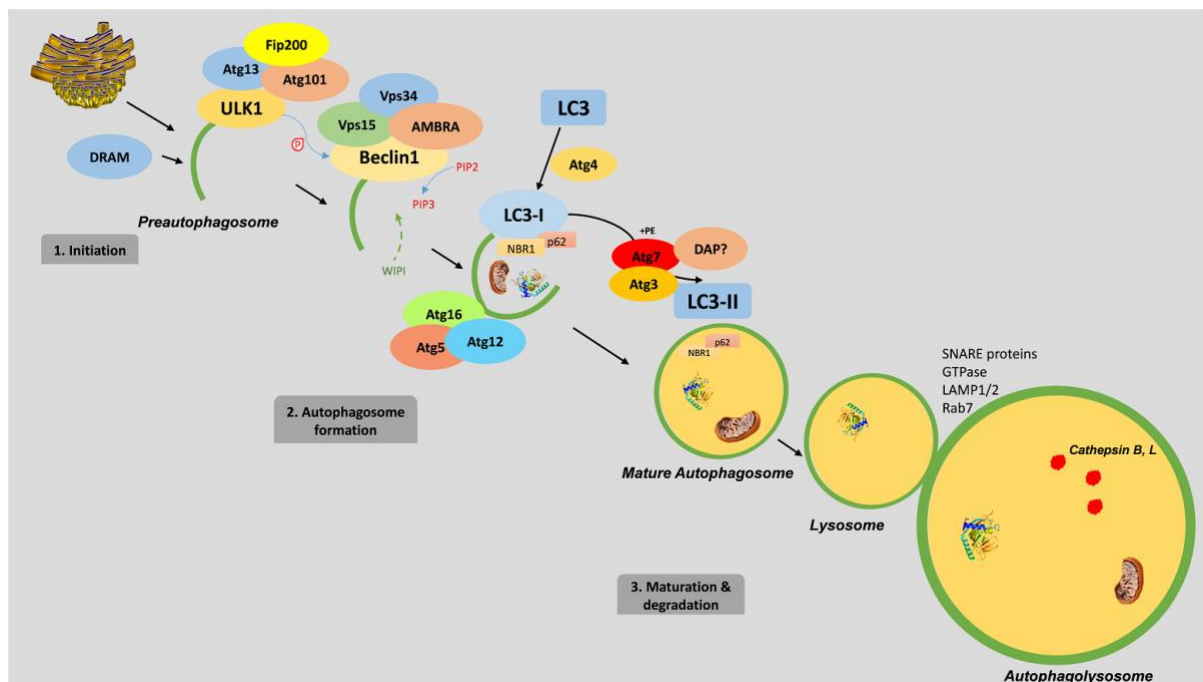 Fip200
Atg13
Atg101
ULK1
DRAM
P
Preautophagosome
1. Initiation
Vps34
Vps15
AMBRA
Beclin1
PIP2
PIP3
WIPI
LC3
Atg4
LC3-I
NBR1
p62
+PE
Atg7
DAP?
Atg3
LC3-II
Atg16
Atg5
Atg12
2. Autophagosome
formation
p62
NBR1
Mature Autophagosome
Lysosome
SNARE proteins
GTPase
LAMP1/2
Rab7
Cathepsin B, L
3. Maturation &
degradation
Autophagolysosome